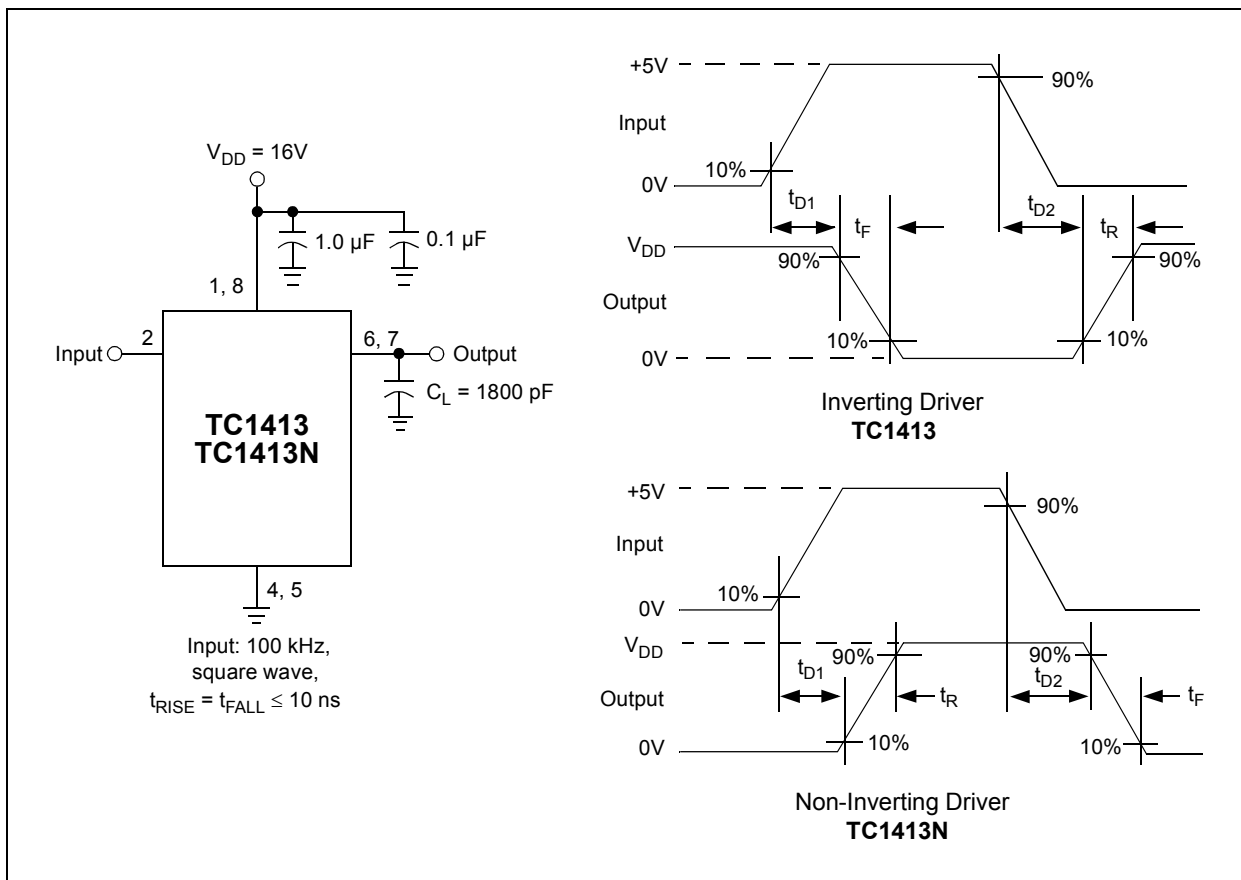 V_DD = 16V
1.0 µF
0.1 µF
1, 8
Input
2
6, 7
Output
C_L = 1800 pF
TC1413
TC1413N
4, 5
Input: 100 kHz,
square wave,
t_RISE = t_FALL ≤ 10 ns
+5V
90%
Input
10%
0V
t_D1
t_F
t_D2
t_R
V_DD
90%
90%
Output
10%
10%
0V
Inverting Driver
TC1413
+5V
90%
Input
10%
0V
V_DD
t_D1
90%
90%
t_D2
Output
t_R
t_F
0V
10%
10%
Non-Inverting Driver
TC1413N